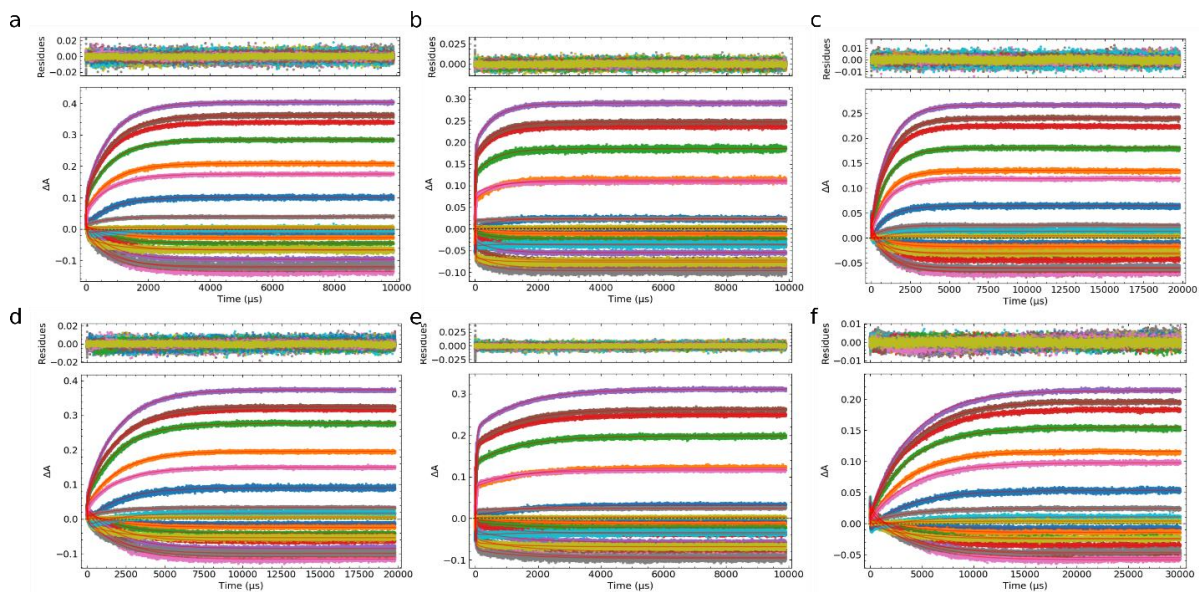 a
Residues
0.02
0.00
−0.02
ΔA
0.4
0.3
0.2
0.1
0.0
−0.1
0 2000 4000 6000 8000 10000
Time (μs)
b
Residues
0.025
0.000
ΔA
0.30
0.25
0.20
0.15
0.10
0.05
0.00
−0.05
−0.10
0 2000 4000 6000 8000 10000
Time (μs)
c
Residues
0.01
0.00
−0.01
ΔA
0.25
0.20
0.15
0.10
0.05
0.00
−0.05
0 2500 5000 7500 10000 12500 15000 17500 20000
Time (μs)
d
Residues
0.02
0.00
−0.02
ΔA
0.4
0.3
0.2
0.1
0.0
−0.1
0 2500 5000 7500 10000 12500 15000 17500 20000
Time (μs)
e
Residues
0.025
0.000
−0.025
ΔA
0.3
0.2
0.1
0.0
−0.1
0 2000 4000 6000 8000 10000
Time (μs)
f
Residues
0.01
0.00
−0.01
ΔA
0.20
0.15
0.10
0.05
0.00
−0.05
0 5000 10000 15000 20000 25000 30000
Time (μs)